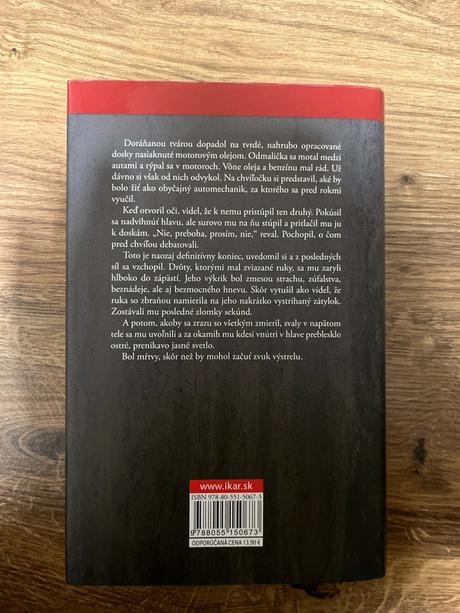 Doráňanou tvárou dopadol na tvrdé, nahrubo opracované
dosky nasiaknuté motorovým olejom. Odmalička sa motal medzi
autami a rýpal sa v motoroch. Vône oleja a benzínu mal rád. Už
dávno si však od nich odvykol. Na chvíľočku si predstavil, aké by
bolo žiť ako obyčajný automechanik, za ktorého sa pred rokmi
vyučil.
Keď otvoril oči, videl, že k nemu pristúpil ten druhý. Pokúsil
sa nadvihnúť hlavu, ale surovo mu na ňu stúpil a pritlačil mu ju
k doskám. „Nie, preboha, prosím, nie,“ reval. Pochopil, o čom
pred chvíľou debatovali.
Toto je naozaj definitívny koniec, uvedomil si a z posledných
síl sa vzchopil. Drôty, ktorými mal zviazané ruky, sa mu zaryli
hlboko do zápästí. Jeho výkrik bol zmesou strachu, zúfalstva,
beznádeje, ale aj bezmocného hnevu. Skôr vytušil ako videl, že
ruka so zbraňou namierila na jeho nakrátko vystrihaný zátylok.
Zostávali mu posledné zlomky sekúnd.
A potom, akoby sa zrazu so všetkým zmieril, svaly v napätom
tele sa mu uvoľnili a za okamih mu kdesi vnútri v hlave preblesklo
ostré, prenikavo jasné svetlo.
Bol mŕtvy, skôr než by mohol začuť zvuk výstrelu.
www.ikar.sk
ISBN 978-80-551-5067-3
9788055150673
ODPORÚČANÁ CENA 13,90 €